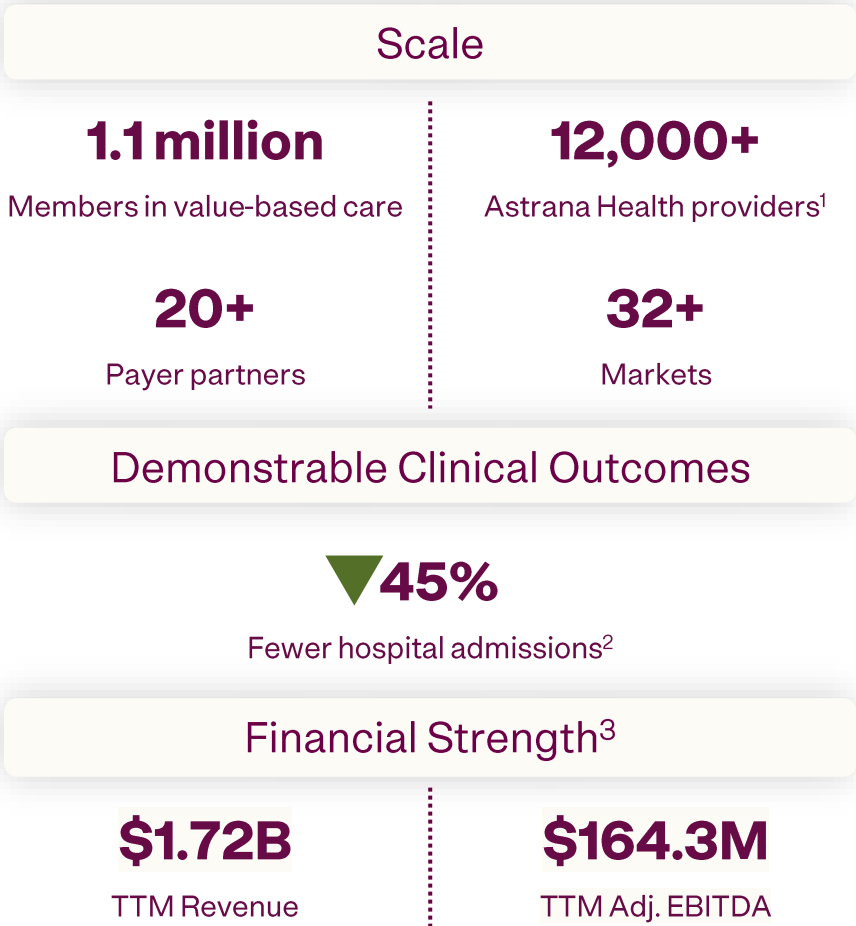 Scale
1.1 million
Members in value-based care
12,000+
Astrana Health providers¹
20+
Payer partners
32+
Markets
Demonstrable Clinical Outcomes
45%
Fewer hospital admissions²
Financial Strength³
$1.72B
TTM Revenue
$164.3M
TTM Adj. EBITDA